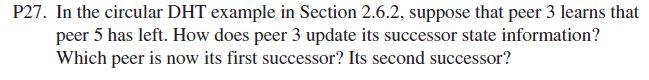 P27. In the circular DHT example in Section 2.6.2, suppose that peer 3 learns that
peer 5 has left. How does peer 3 update its successor state information?
Which peer is now its first successor? Its second successor?